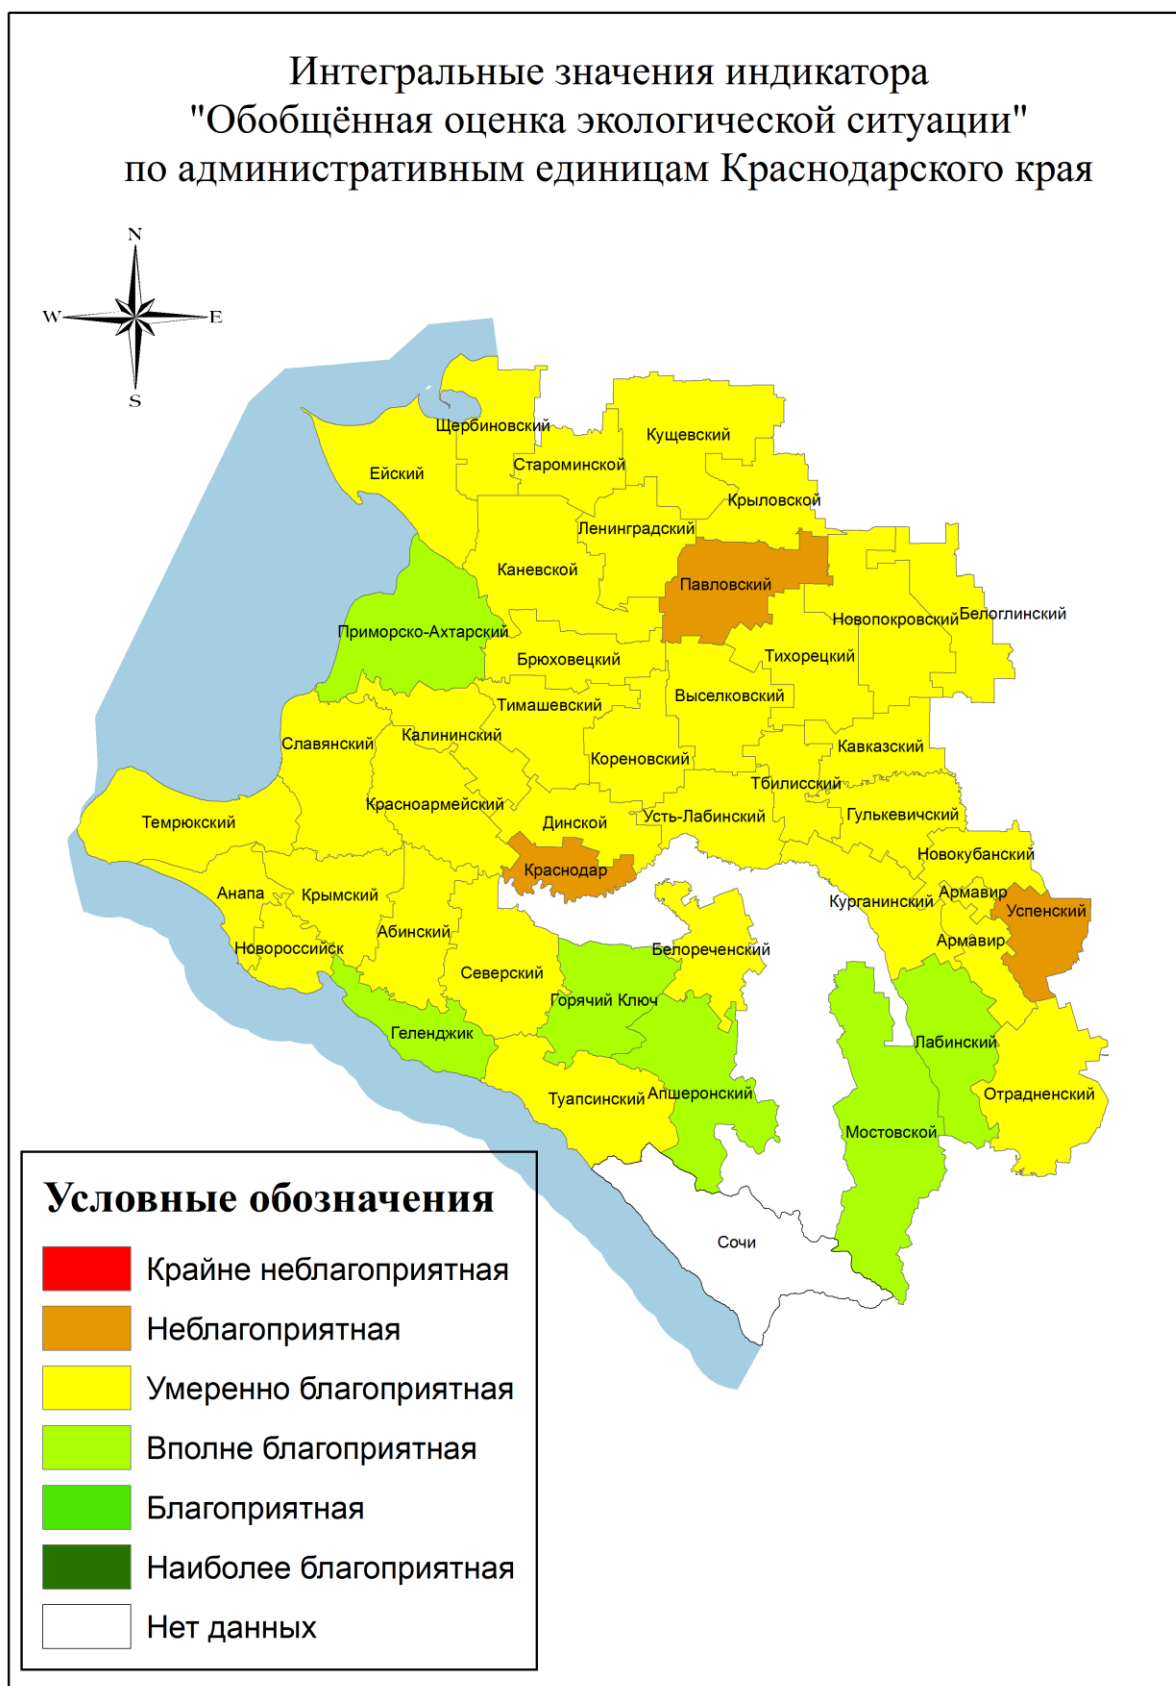 Интегральные значения индикатора
"Обобщённая оценка экологической ситуации"
по административным единицам Краснодарского края
N
W
E
S
Щербиновский
Кущевский
Староминской
Ейский
Крыловской
Ленинградский
Каневской
Павловский
Белоглинский
Новопокровский
Приморско-Ахтарский
Брюховецкий
Тихорецкий
Выселковский
Тимашевский
Калининский
Славянский
Кавказский
Кореновский
Тбилисский
Красноармейский
Гулькевичский
Усть-Лабинский
Темрюкский
Динской
Новокубанский
Краснодар
Анапа
Крымский
Армавир
Курганинский
Успенский
Абинский
Армавир
Новороссийск
Белореченский
Северский
Горячий Ключ
Геленджик
Лабинский
Туапсинский
Апшеронский
Отрадненский
Мостовской
Сочи
Условные обозначения
Крайне неблагоприятная
Неблагоприятная
Умеренно благоприятная
Вполне благоприятная
Благоприятная
Наиболее благоприятная
Нет данных